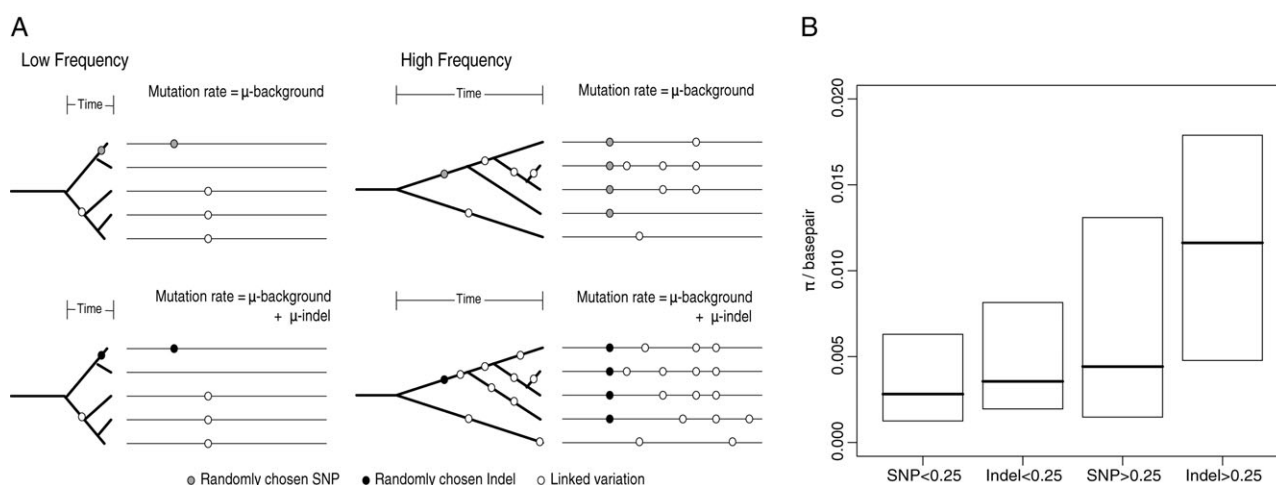 A
Low Frequency
High Frequency
Mutation rate = μ-background
Time
Mutation rate = μ-background
Time
Mutation rate = μ-background
+ μ-indel
Time
Mutation rate = μ-background
+ μ-indel
Time
Randomly chosen SNP
Randomly chosen Indel
Linked variation
B
π / basepair
0.020
0.015
0.010
0.005
0.000
SNP<0.25
Indel<0.25
SNP>0.25
Indel>0.25